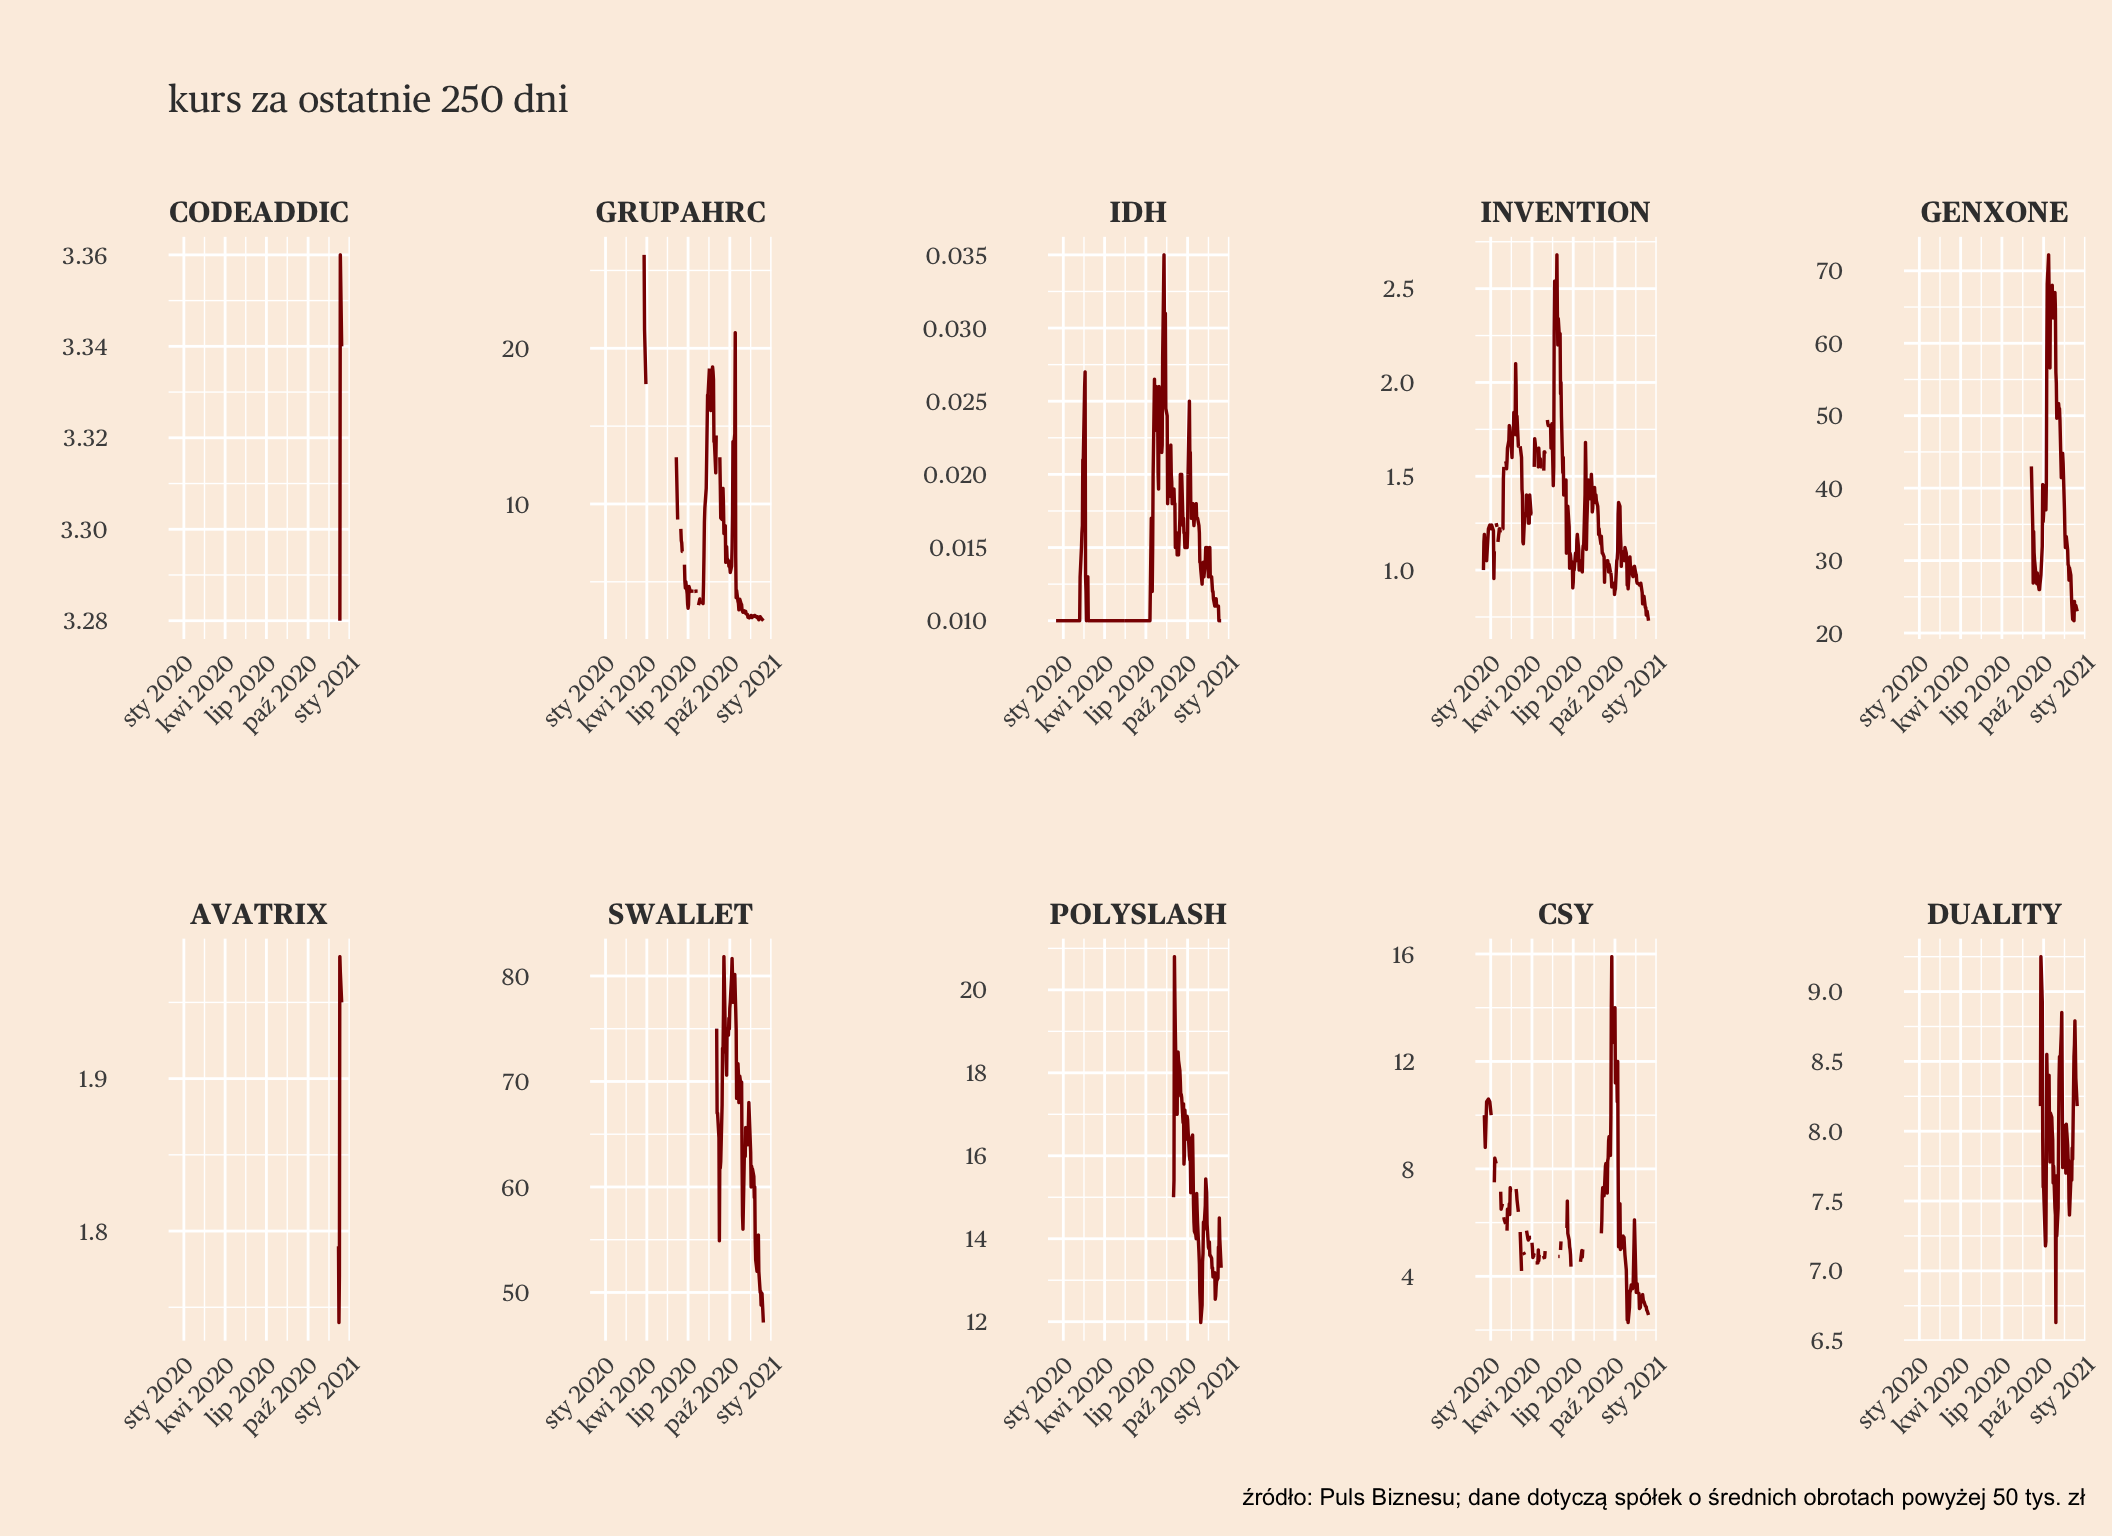 kurs za ostatnie 250 dni
CODEADDIC
3.36
3.34
3.32
3.30
3.28
sty 2020
kwi 2020
lip 2020
paź 2020
sty 2021
GRUPAHRC
20
10
sty 2020
kwi 2020
lip 2020
paź 2020
sty 2021
IDH
0.035
0.030
0.025
0.020
0.015
0.010
sty 2020
kwi 2020
lip 2020
paź 2020
sty 2021
INVENTION
2.5
2.0
1.5
1.0
sty 2020
kwi 2020
lip 2020
paź 2020
sty 2021
GENXONE
70
60
50
40
30
20
sty 2020
kwi 2020
lip 2020
paź 2020
sty 2021
AVATRIX
1.9
1.8
sty 2020
kwi 2020
lip 2020
paź 2020
sty 2021
SWALLET
80
70
60
50
sty 2020
kwi 2020
lip 2020
paź 2020
sty 2021
POLYSLASH
20
18
16
14
12
sty 2020
kwi 2020
lip 2020
paź 2020
sty 2021
CSY
16
12
8
4
sty 2020
kwi 2020
lip 2020
paź 2020
sty 2021
DUALITY
9.0
8.5
8.0
7.5
7.0
6.5
sty 2020
kwi 2020
lip 2020
paź 2020
sty 2021
źródło: Puls Biznesu; dane dotyczą spółek o średnich obrotach powyżej 50 tys. zł